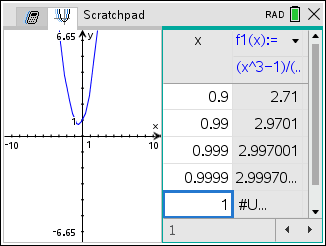 Scratchpad
RAD
6.65
y
1
x
-10
1
10
-6.65
x
f1(x):=
(x^3-1)/(..
0.9
2.71
0.99
2.9701
0.999
2.997001
0.9999
2.99970...
1
#U...
1